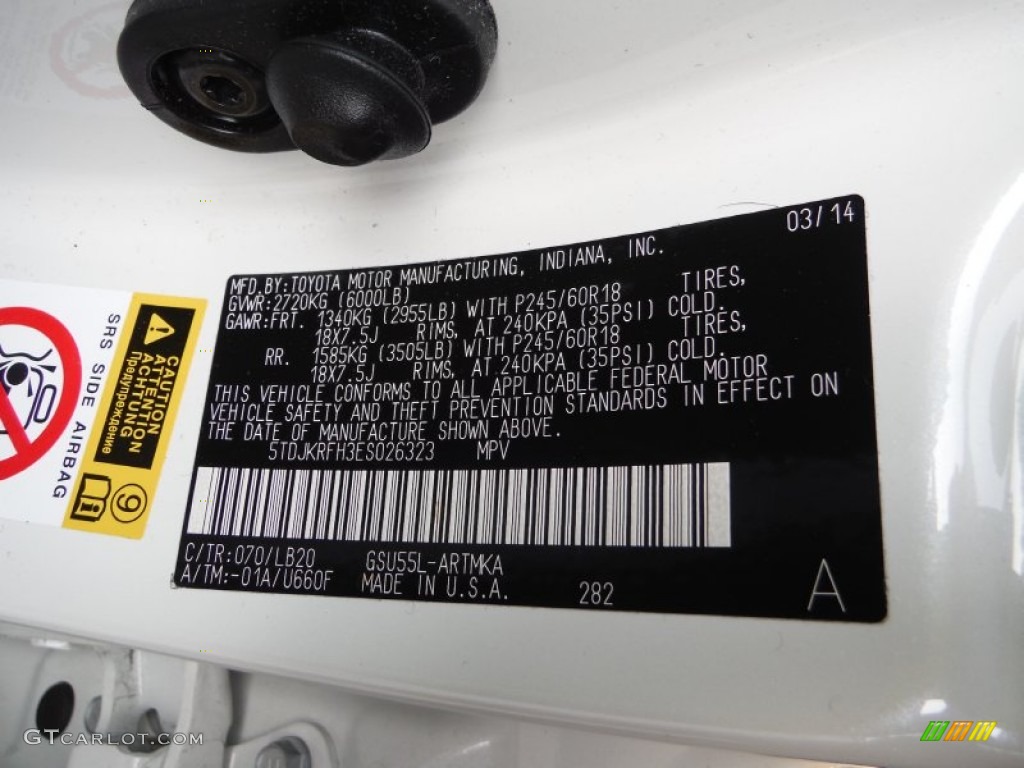 03/14
MFD.BY:TOYOTA MOTOR MANUFACTURING, INDIANA, INC.
GVWR:2720KG (6000LB)
GAWR:FRT. 1340KG (2955LB) WITH P245/60R18 TIRES,
18X7.5J RIMS, AT 240KPA (35PSI) COLD.
RR. 1585KG (3505LB) WITH P245/60R18 TIRES,
18X7.5J RIMS, AT 240KPA (35PSI) COLD.
THIS VEHICLE CONFORMS TO ALL APPLICABLE FEDERAL MOTOR
VEHICLE SAFETY AND THEFT PREVENTION STANDARDS IN EFFECT ON
THE DATE OF MANUFACTURE SHOWN ABOVE.
5TDJKRFH3ES026323 MPV
C/TR:070/LB20 GSU55L-ARTMKA
A/TM:-01A/U660F MADE IN U.S.A. 282 A
SRS SIDE AIRBAG
CAUTION
ATTENTION
ACHTUNG
Предупреждение
9
GTCARLOT.COM